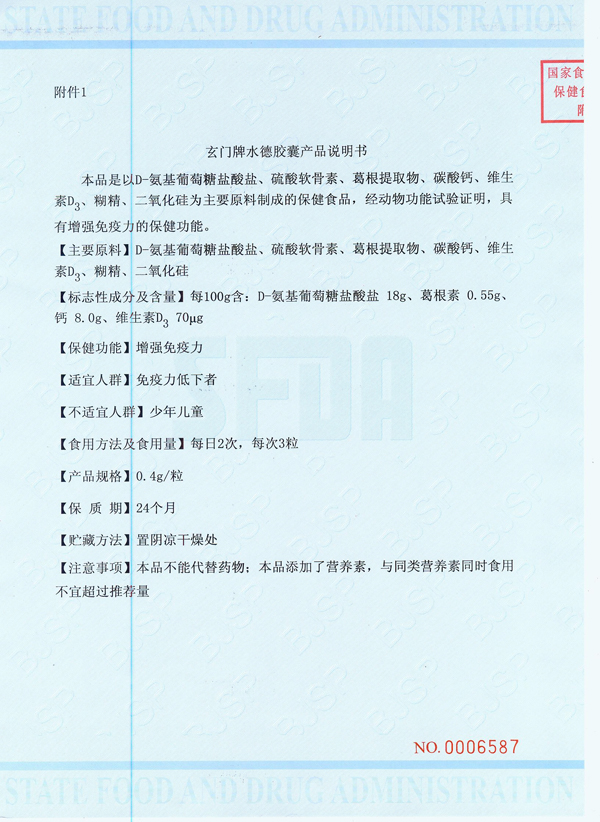 STATE FOOD AND DRUG ADMINISTRATION
国家食
保健食
附件1
玄门牌水德胶囊产品说明书
本品是以D-氨基葡萄糖盐酸盐、硫酸软骨素、葛根提取物、碳酸钙、维生
素D3、糊精、二氧化硅为主要原料制成的保健食品，经动物功能试验证明，具
有增强免疫力的保健功能。
【主要原料】D-氨基葡萄糖盐酸盐、硫酸软骨素、葛根提取物、碳酸钙、维生
素D3、糊精、二氧化硅
【标志性成分及含量】每100g含：D-氨基葡萄糖盐酸盐 18g、葛根素 0.55g、
钙 8.0g、维生素D3 70μg
【保健功能】增强免疫力
【适宜人群】免疫力低下者
SFDA
【不适宜人群】少年儿童
【食用方法及食用量】每日2次，每次3粒
【产品规格】0.4g/粒
【保 质 期】24个月
【贮藏方法】置阴凉干燥处
【注意事项】本品不能代替药物；本品添加了营养素，与同类营养素同时食用
不宜超过推荐量
NO.0006587
STATE FOOD AND DRUG ADMINISTRATION